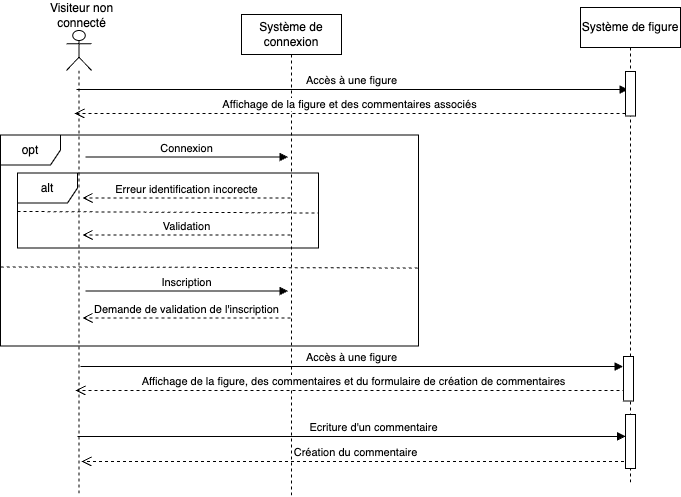 Visiteur non
connecté
Système de
connexion
Système de figure
Accès à une figure
Affichage de la figure et des commentaires associés
opt
Connexion
alt
Erreur identification incorecte
Validation
Inscription
Demande de validation de l'inscription
Accès à une figure
Affichage de la figure, des commentaires et du formulaire de création de commentaires
Ecriture d'un commentaire
Création du commentaire